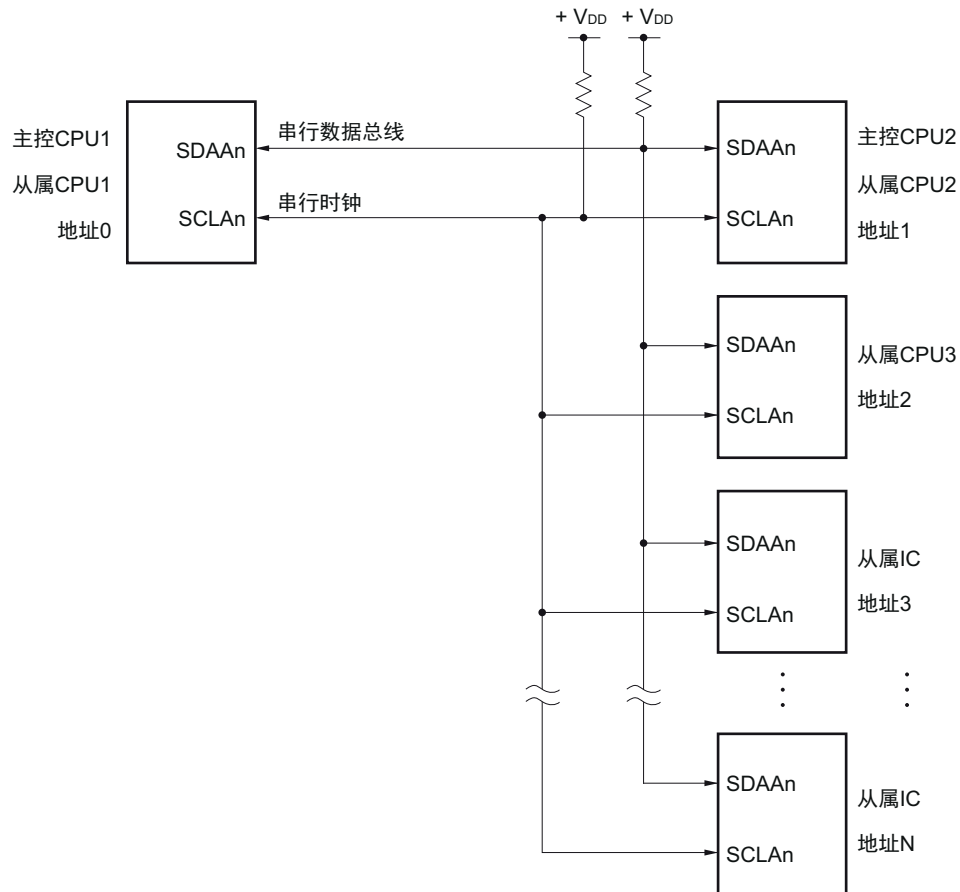 + VDD + VDD
主控CPU1
从属CPU1
地址0
SDAAn
SCLAn
串行数据总线
串行时钟
SDAAn
SCLAn
主控CPU2
从属CPU2
地址1
SDAAn
SCLAn
从属CPU3
地址2
SDAAn
SCLAn
从属IC
地址3
SDAAn
SCLAn
从属IC
地址N